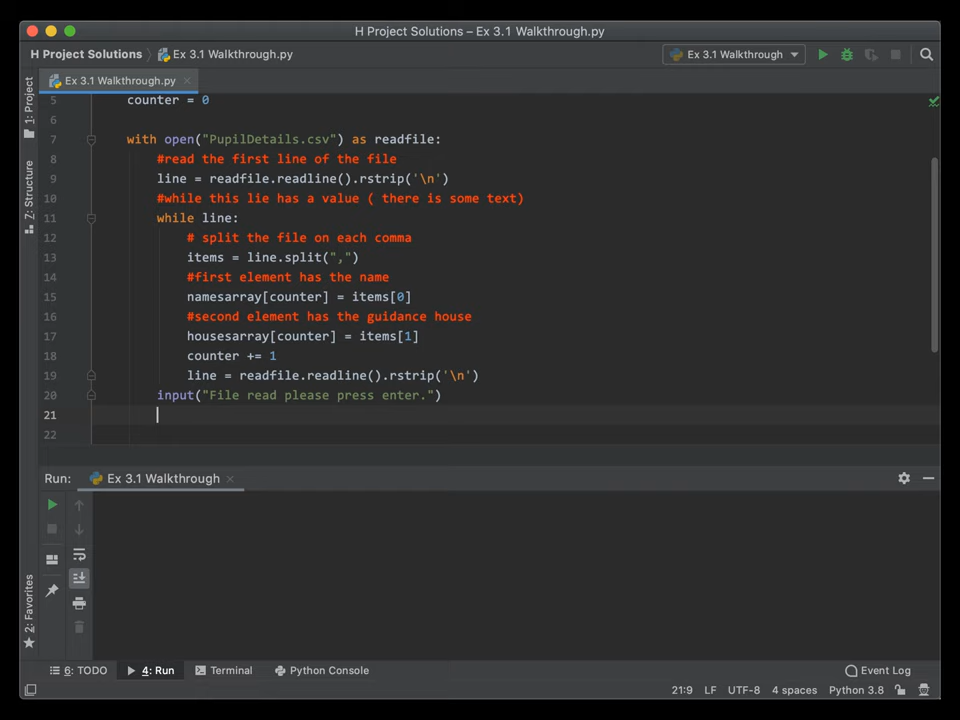 H Project Solutions – Ex 3.1 Walkthrough.py
H Project Solutions Ex 3.1 Walkthrough.py Ex 3.1 Walkthrough
Ex 3.1 Walkthrough.py
1: Project
Z: Structure
2: Favorites
5 counter = 0
6
7 with open("PupilDetails.csv") as readfile:
8 #read the first line of the file
9 line = readfile.readline().rstrip('\n')
10 #while this lie has a value ( there is some text)
11 while line:
12 # split the file on each comma
13 items = line.split(",")
14 #first element has the name
15 namesarray[counter] = items[0]
16 #second element has the guidance house
17 housesarray[counter] = items[1]
18 counter += 1
19 line = readfile.readline().rstrip('\n')
20 input("File read please press enter.")
21
22
Run: Ex 3.1 Walkthrough
6: TODO 4: Run Terminal Python Console Event Log
21:9 LF UTF-8 4 spaces Python 3.8